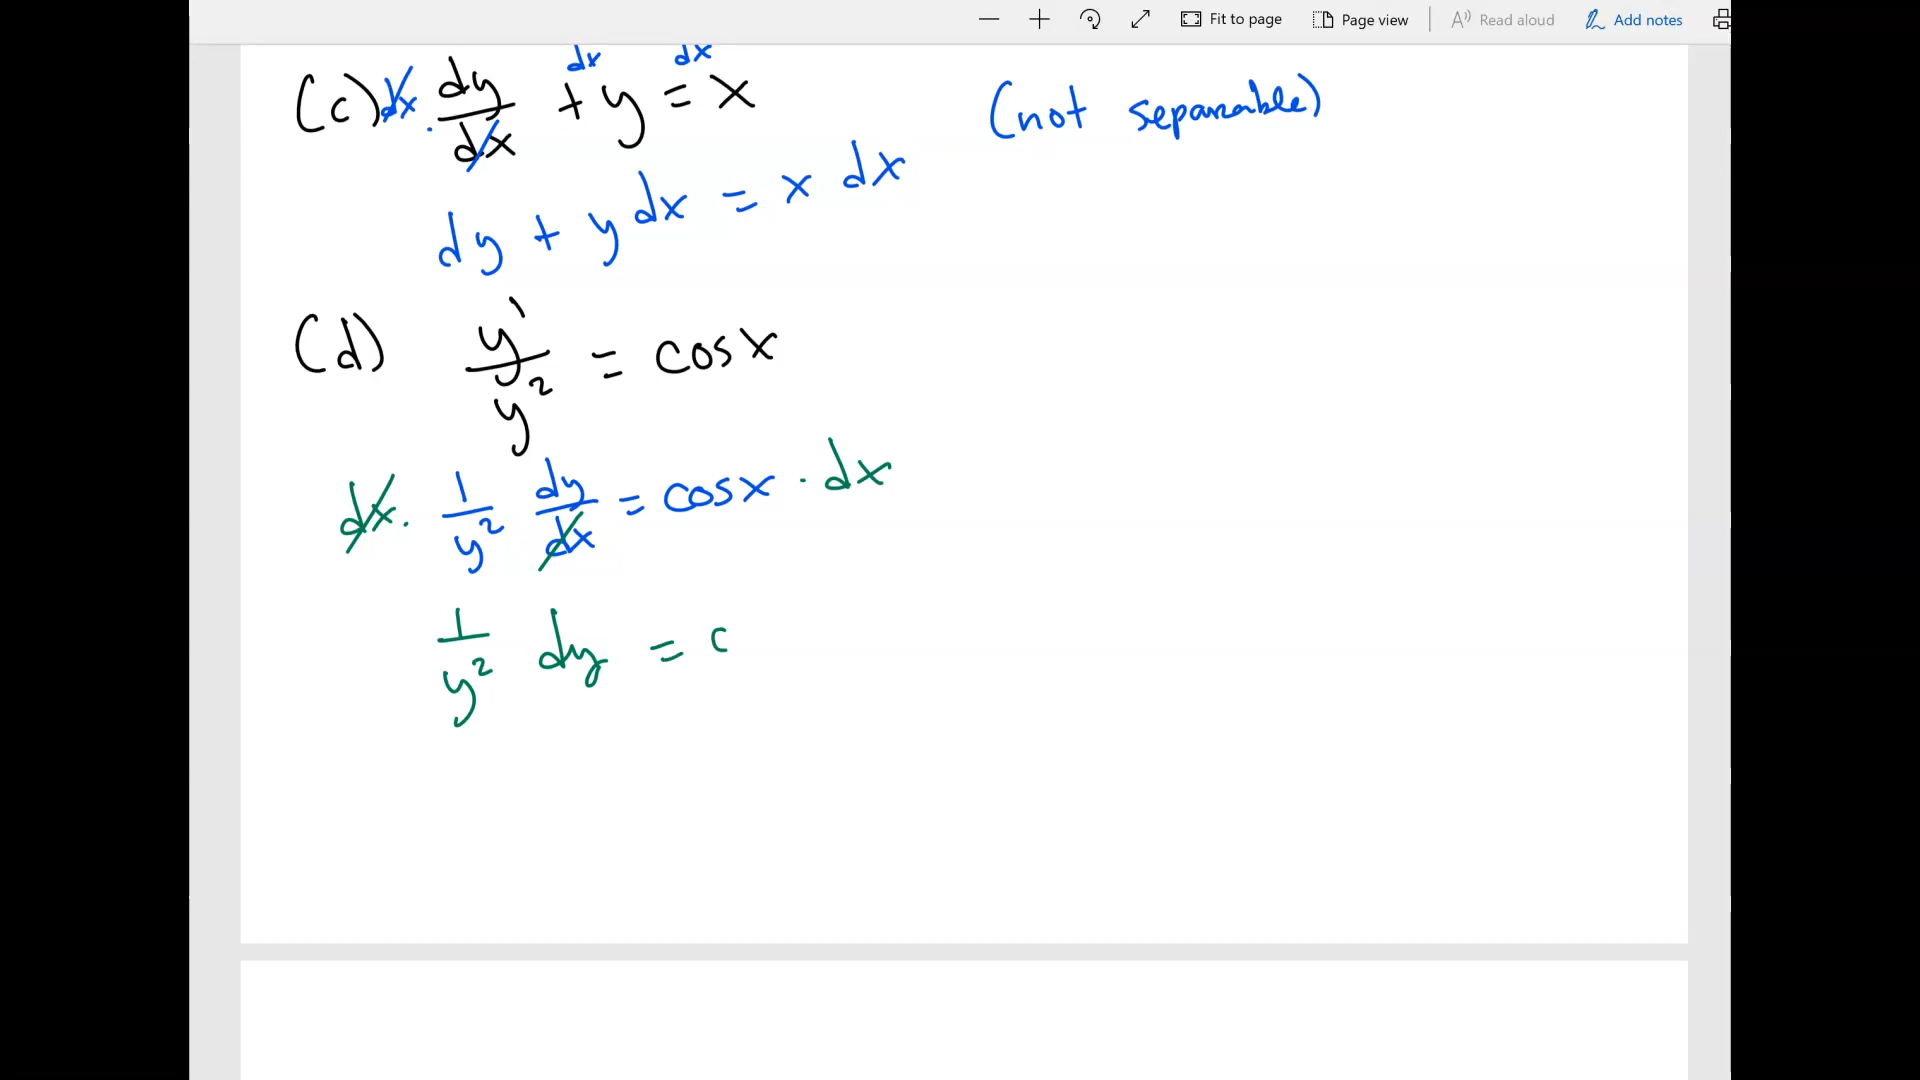 Fit to page Page view Read aloud Add notes
dx dx
(c) dx · dy/dx + y = x (not separable)
dy + y dx = x dx
(d) y'/y² = cos x
dx · 1/y² dy/dx = cos x · dx
1/y² dy = c